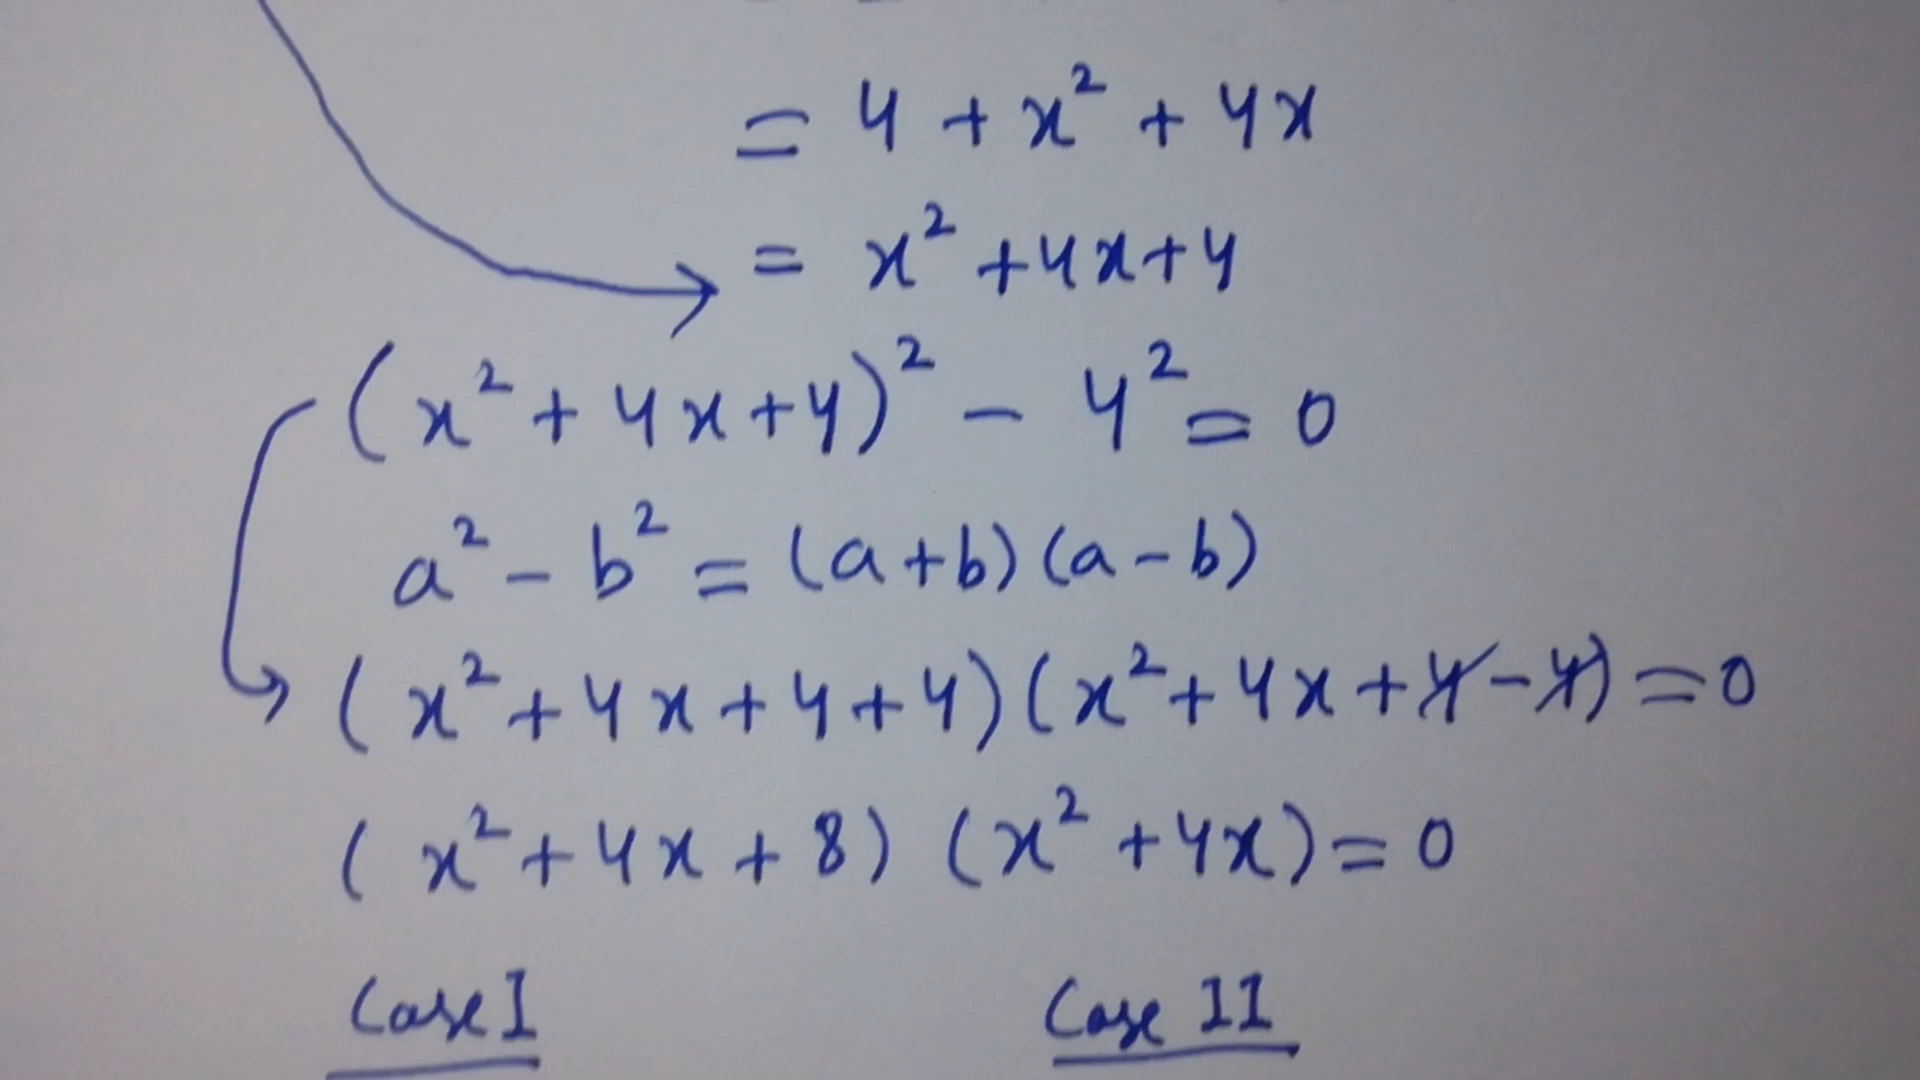 = 4 + x² + 4x
= x² + 4x + 4
(x² + 4x + 4)² - 4² = 0
a² - b² = (a + b) (a - b)
(x² + 4x + 4 + 4) (x² + 4x + 4 - 4) = 0
(x² + 4x + 8) (x² + 4x) = 0
Case I Case II